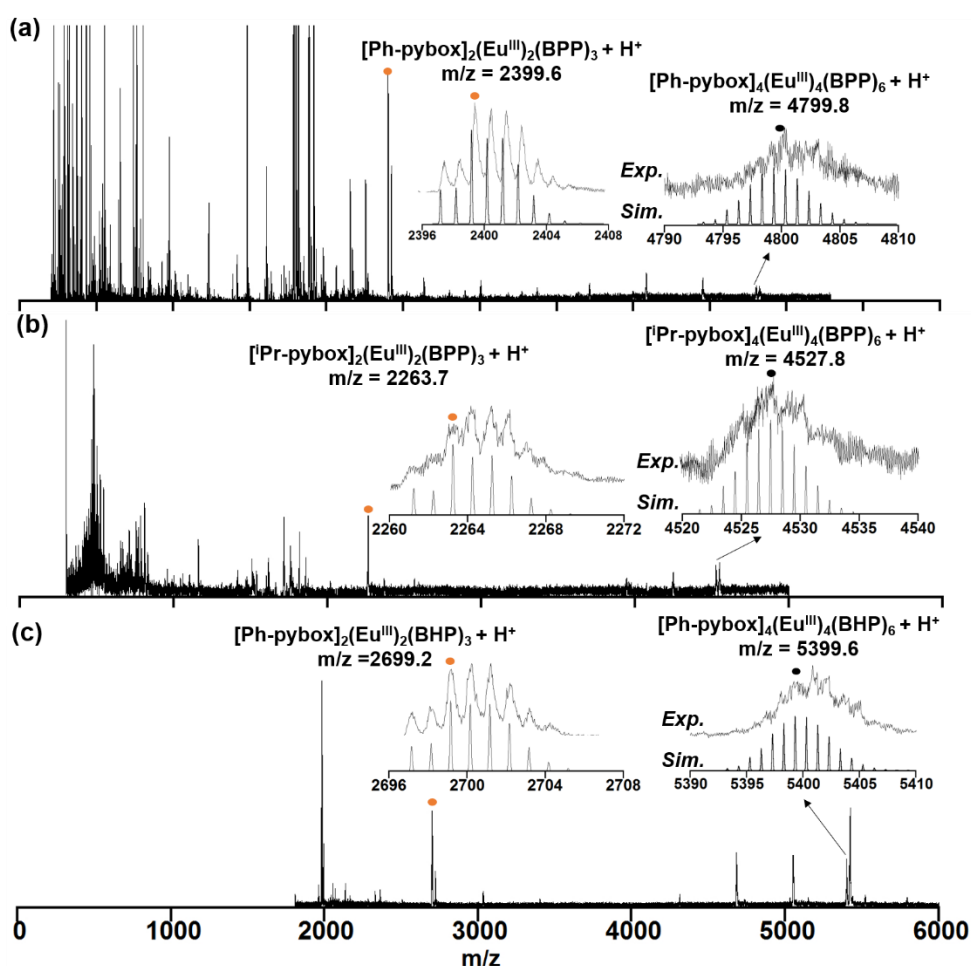 (a)
[Ph-pybox]₂(Euᴵᴵᴵ)₂(BPP)₃ + H⁺
m/z = 2399.6
[Ph-pybox]₄(Euᴵᴵᴵ)₄(BPP)₆ + H⁺
m/z = 4799.8
Exp.
Sim.
2396 2400 2404 2408
4790 4795 4800 4805 4810
(b)
[ⁱPr-pybox]₂(Euᴵᴵᴵ)₂(BPP)₃ + H⁺
m/z = 2263.7
[ⁱPr-pybox]₄(Euᴵᴵᴵ)₄(BPP)₆ + H⁺
m/z = 4527.8
Exp.
Sim.
2260 2264 2268 2272
4520 4525 4530 4535 4540
(c)
[Ph-pybox]₂(Euᴵᴵᴵ)₂(BHP)₃ + H⁺
m/z =2699.2
[Ph-pybox]₄(Euᴵᴵᴵ)₄(BHP)₆ + H⁺
m/z = 5399.6
Exp.
Sim.
2696 2700 2704 2708
5390 5395 5400 5405 5410
0 1000 2000 3000 4000 5000 6000
m/z